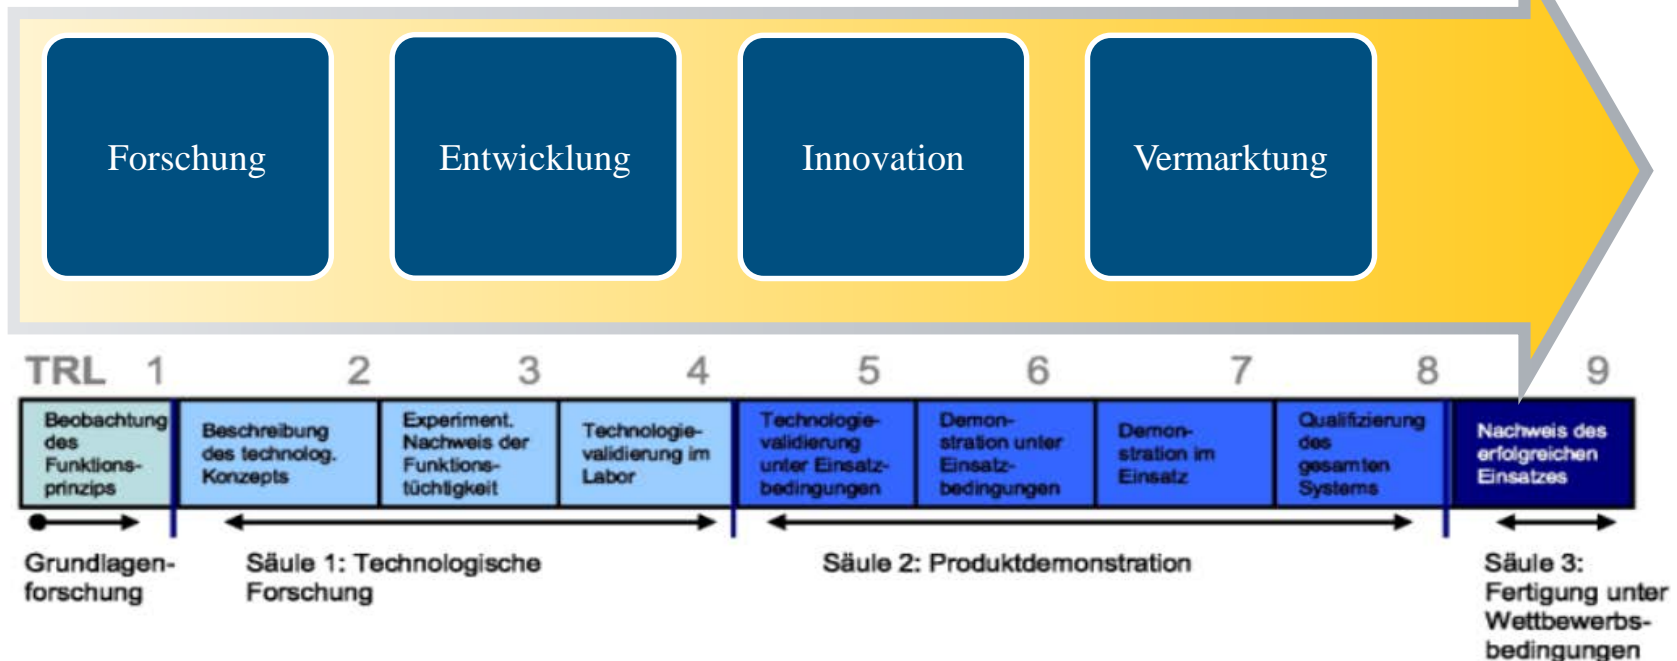 Forschung
Entwicklung
Innovation
Vermarktung
TRL 1 2 3 4 5 6 7 8 9
Beobachtung
des
Funktions-
prinzips
Beschreibung
des technolog.
Konzepts
Experiment.
Nachweis der
Funktions-
tüchtigkeit
Technologie-
validierung im
Labor
Technologie-
validierung
unter Einsatz-
bedingungen
Demon-
stration unter
Einsatz-
bedingungen
Demon-
stration im
Einsatz
Qualifizierung
des
gesamten
Systems
Nachweis des
erfolgreichen
Einsatzes
Grundlagen-
forschung
Säule 1: Technologische
Forschung
Säule 2: Produktdemonstration
Säule 3:
Fertigung unter
Wettbewerbs-
bedingungen